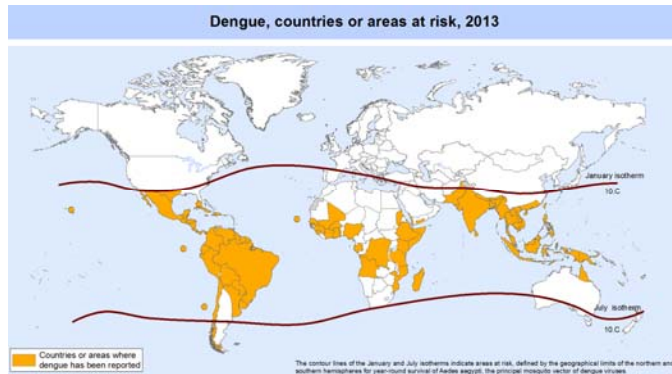 Dengue, countries or areas at risk, 2013
January isotherm
10.C
July isotherm
10.C
Countries or areas where
dengue has been reported
The contour lines of the January and July isotherms indicate areas at risk, defined by the geographical limits of the northern and
southern hemispheres for year-round survival of Aedes aegypti, the principal mosquito vector of dengue viruses.